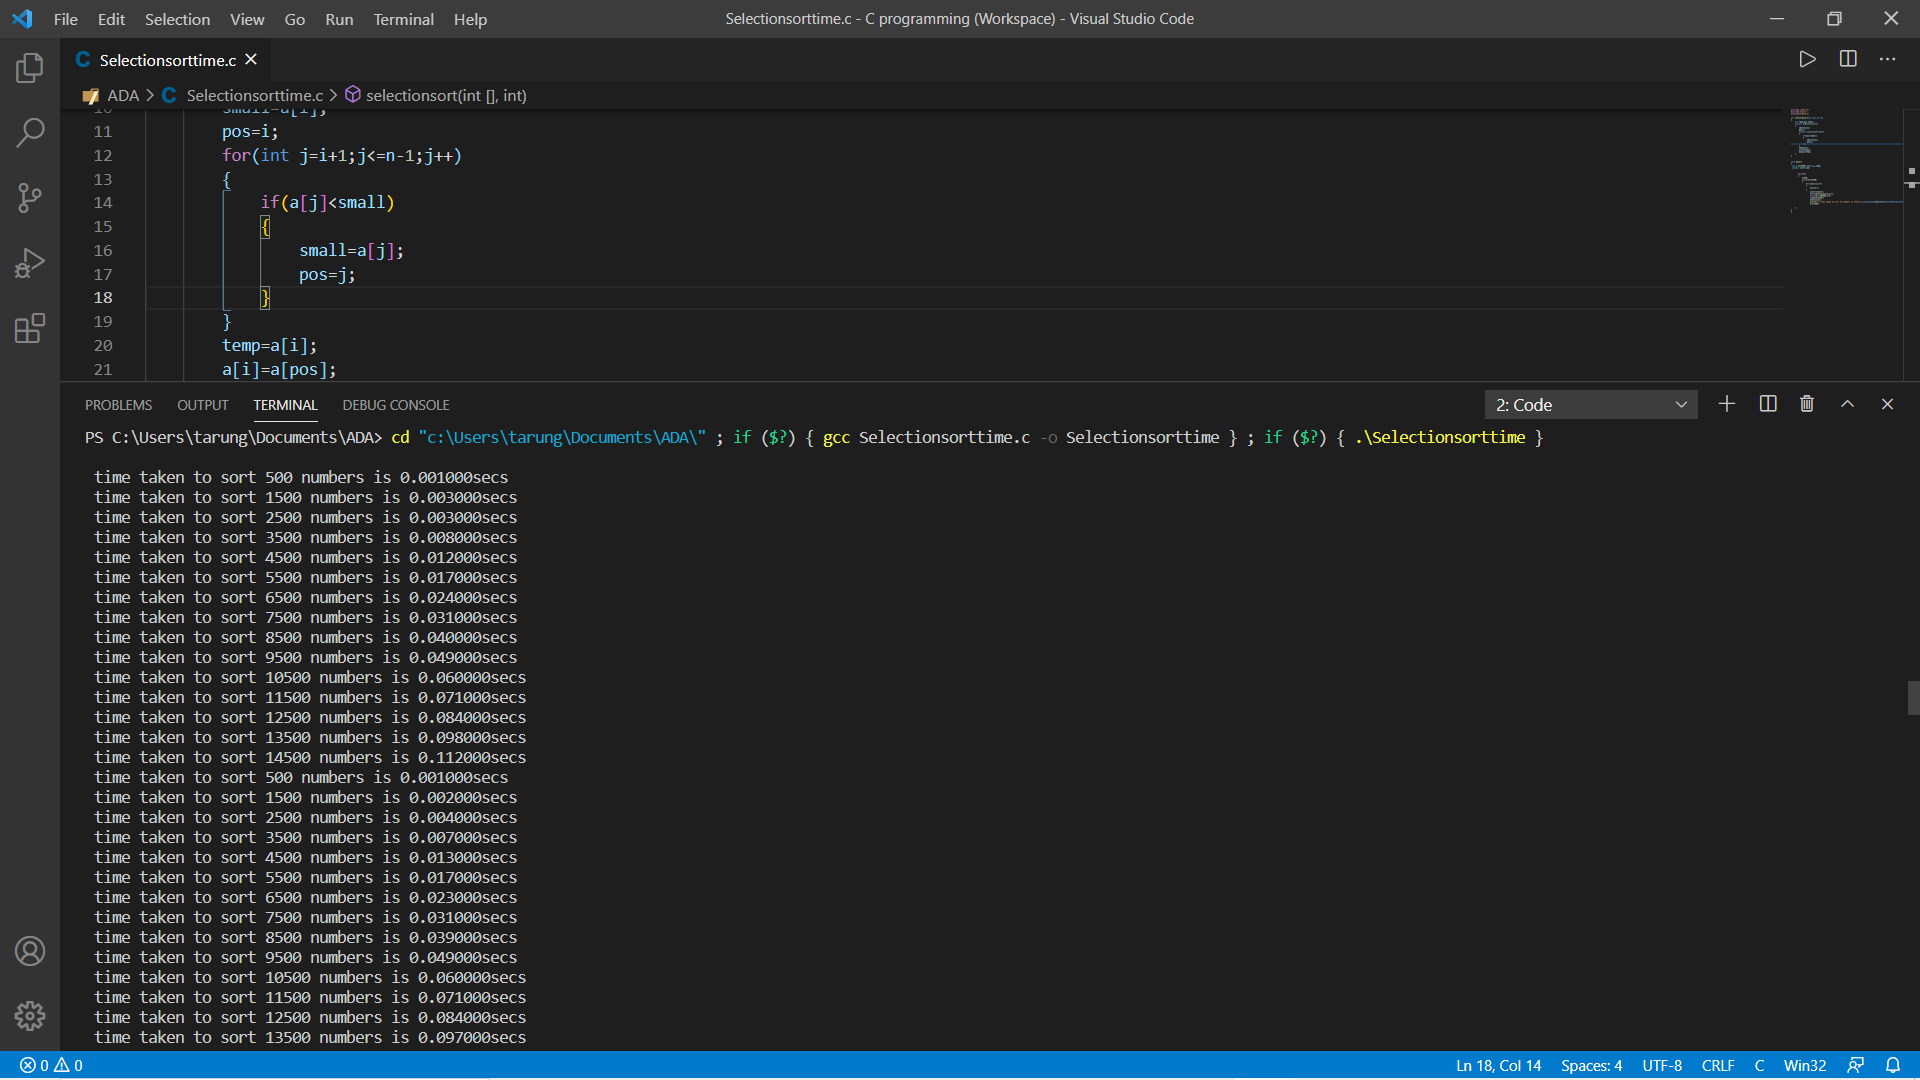 File Edit Selection View Go Run Terminal Help
Selectionsorttime.c - C programming (Workspace) - Visual Studio Code
C Selectionsorttime.c
ADA > C Selectionsorttime.c > selectionsort(int [], int)
10 small=a[i];
11 pos=i;
12 for(int j=i+1;j<=n-1;j++)
13 {
14 if(a[j]<small)
15 {
16 small=a[j];
17 pos=j;
18 }
19 }
20 temp=a[i];
21 a[i]=a[pos];
PROBLEMS OUTPUT TERMINAL DEBUG CONSOLE
2: Code
PS C:\Users\tarung\Documents\ADA> cd "c:\Users\tarung\Documents\ADA\" ; if ($?) { gcc Selectionsorttime.c -o Selectionsorttime } ; if ($?) { .\Selectionsorttime }
time taken to sort 500 numbers is 0.001000secs
time taken to sort 1500 numbers is 0.003000secs
time taken to sort 2500 numbers is 0.003000secs
time taken to sort 3500 numbers is 0.008000secs
time taken to sort 4500 numbers is 0.012000secs
time taken to sort 5500 numbers is 0.017000secs
time taken to sort 6500 numbers is 0.024000secs
time taken to sort 7500 numbers is 0.031000secs
time taken to sort 8500 numbers is 0.040000secs
time taken to sort 9500 numbers is 0.049000secs
time taken to sort 10500 numbers is 0.060000secs
time taken to sort 11500 numbers is 0.071000secs
time taken to sort 12500 numbers is 0.084000secs
time taken to sort 13500 numbers is 0.098000secs
time taken to sort 14500 numbers is 0.112000secs
time taken to sort 500 numbers is 0.001000secs
time taken to sort 1500 numbers is 0.002000secs
time taken to sort 2500 numbers is 0.004000secs
time taken to sort 3500 numbers is 0.007000secs
time taken to sort 4500 numbers is 0.013000secs
time taken to sort 5500 numbers is 0.017000secs
time taken to sort 6500 numbers is 0.023000secs
time taken to sort 7500 numbers is 0.031000secs
time taken to sort 8500 numbers is 0.039000secs
time taken to sort 9500 numbers is 0.049000secs
time taken to sort 10500 numbers is 0.060000secs
time taken to sort 11500 numbers is 0.071000secs
time taken to sort 12500 numbers is 0.084000secs
time taken to sort 13500 numbers is 0.097000secs
0 0
Ln 18, Col 14 Spaces: 4 UTF-8 CRLF C Win32